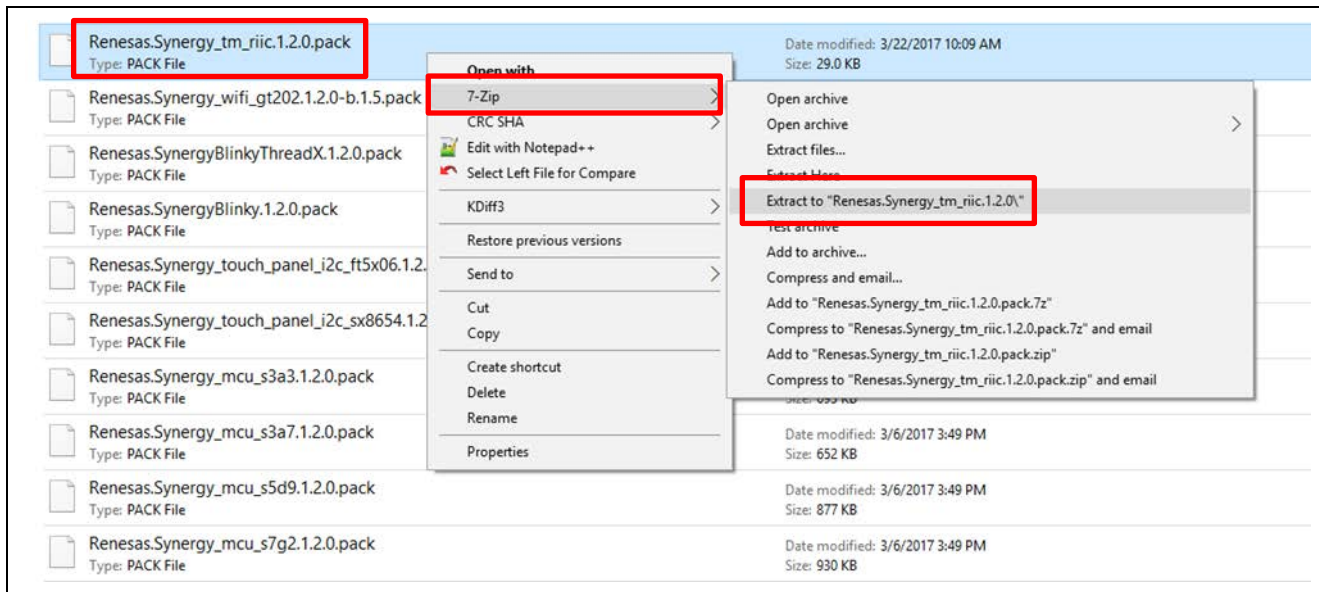 Renesas.Synergy_tm_riic.1.2.0.pack
Type: PACK File
Date modified: 3/22/2017 10:09 AM
Size: 29.0 KB
Renesas.Synergy_wifi_gt202.1.2.0-b.1.5.pack
Type: PACK File
Renesas.SynergyBlinkyThreadX.1.2.0.pack
Type: PACK File
Renesas.SynergyBlinky.1.2.0.pack
Type: PACK File
Renesas.Synergy_touch_panel_i2c_ft5x06.1.2.
Type: PACK File
Renesas.Synergy_touch_panel_i2c_sx8654.1.2
Type: PACK File
Renesas.Synergy_mcu_s3a3.1.2.0.pack
Type: PACK File
Size: 695 KB
Renesas.Synergy_mcu_s3a7.1.2.0.pack
Type: PACK File
Date modified: 3/6/2017 3:49 PM
Size: 652 KB
Renesas.Synergy_mcu_s5d9.1.2.0.pack
Type: PACK File
Date modified: 3/6/2017 3:49 PM
Size: 877 KB
Renesas.Synergy_mcu_s7g2.1.2.0.pack
Type: PACK File
Date modified: 3/6/2017 3:49 PM
Size: 930 KB
Open with
7-Zip
CRC SHA
Edit with Notepad++
Select Left File for Compare
KDiff3
Restore previous versions
Send to
Cut
Copy
Create shortcut
Delete
Rename
Properties
Open archive
Open archive
Extract files...
Extract Here
Extract to "Renesas.Synergy_tm_riic.1.2.0\"
Test archive
Add to archive...
Compress and email...
Add to "Renesas.Synergy_tm_riic.1.2.0.pack.7z"
Compress to "Renesas.Synergy_tm_riic.1.2.0.pack.7z" and email
Add to "Renesas.Synergy_tm_riic.1.2.0.pack.zip"
Compress to "Renesas.Synergy_tm_riic.1.2.0.pack.zip" and email